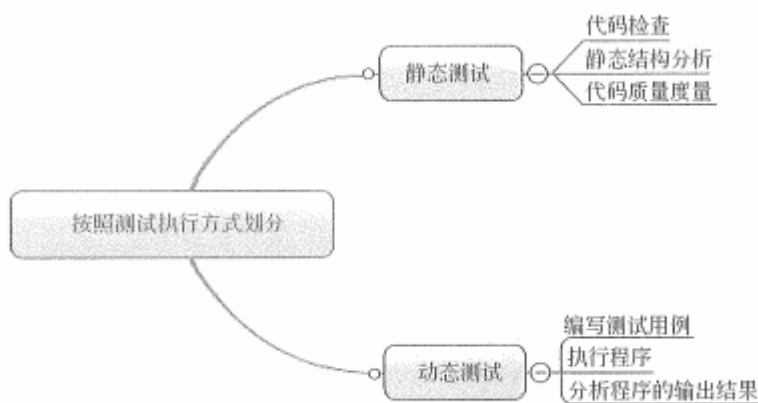 代码检查
静态测试
静态结构分析
代码质量度量
按照测试执行方式划分
编写测试用例
动态测试
执行程序
分析程序的输出结果